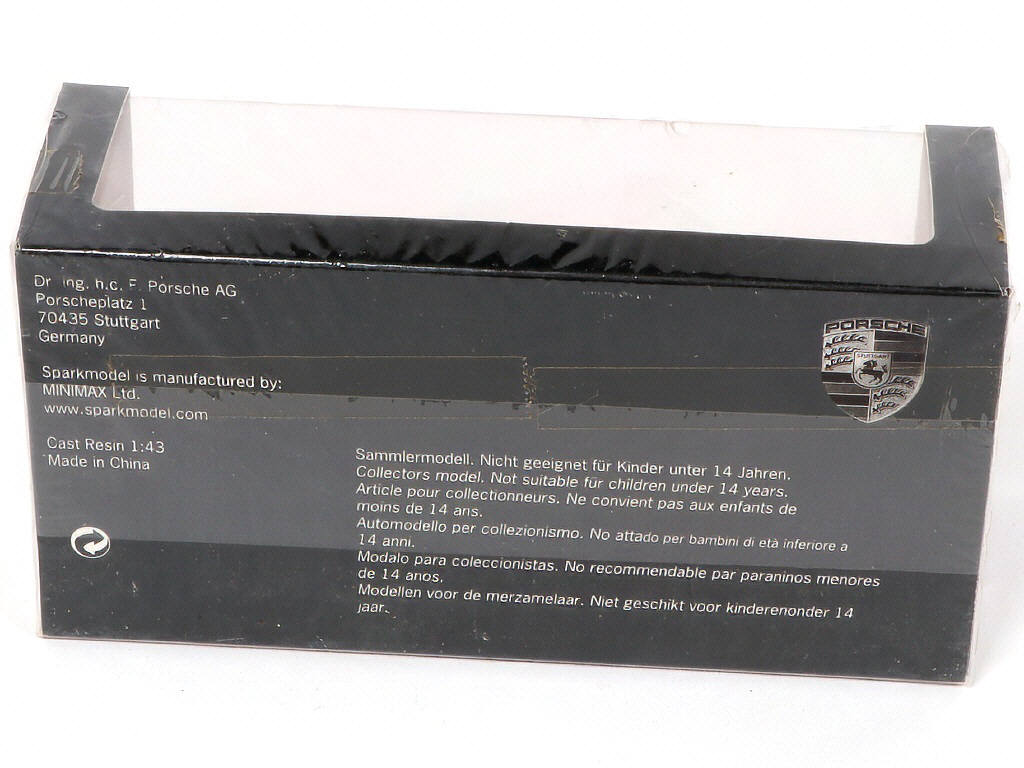 Dr. Ing. h.c. F. Porsche AG
Porscheplatz 1
70435 Stuttgart
Germany
Sparkmodel is manufactured by:
MINIMAX Ltd.
www.sparkmodel.com
Cast Resin 1:43
Made in China
PORSCHE
STUTTGART
Sammlermodell. Nicht geeignet für Kinder unter 14 Jahren.
Collectors model. Not suitable für children under 14 years.
Article pour collectionneurs. Ne convient pas aux enfants de
moins de 14 ans.
Automodello per collezionismo. No attado per bambini di età inferiore a
14 anni.
Modalo para coleccionistas. No recommendable par paraninos menores
de 14 anos.
Modellen voor de merzamelaar. Niet geschikt voor kinderenonder 14
jaar.